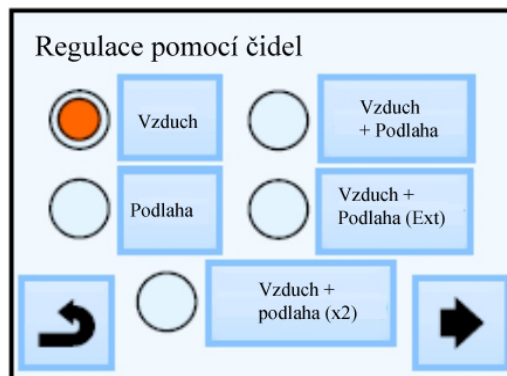 Regulace pomocí čidel
Vzduch
Vzduch
+ Podlaha
Podlaha
Vzduch +
Podlaha (Ext)
Vzduch +
podlaha (x2)